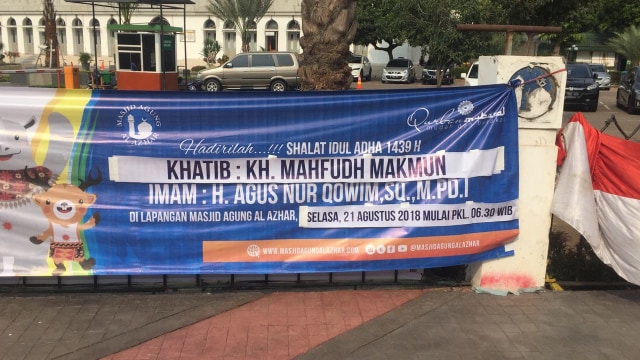 MASJID AGUNG
AL AZHAR
Hadirilah...!!! SHALAT IDUL ADHA 1439 H
KHATIB : KH. MAHFUDH MAKMUN
IMAM : H. AGUS NUR QOWIM,SQ.,M.PD.I
DI LAPANGAN MASJID AGUNG AL AZHAR, SELASA, 21 AGUSTUS 2018 MULAI PKL. 06.30 WIB
WWW.MASJIDAGUNGALAZHAR.COM MASJIDAGUNGALAZHAR